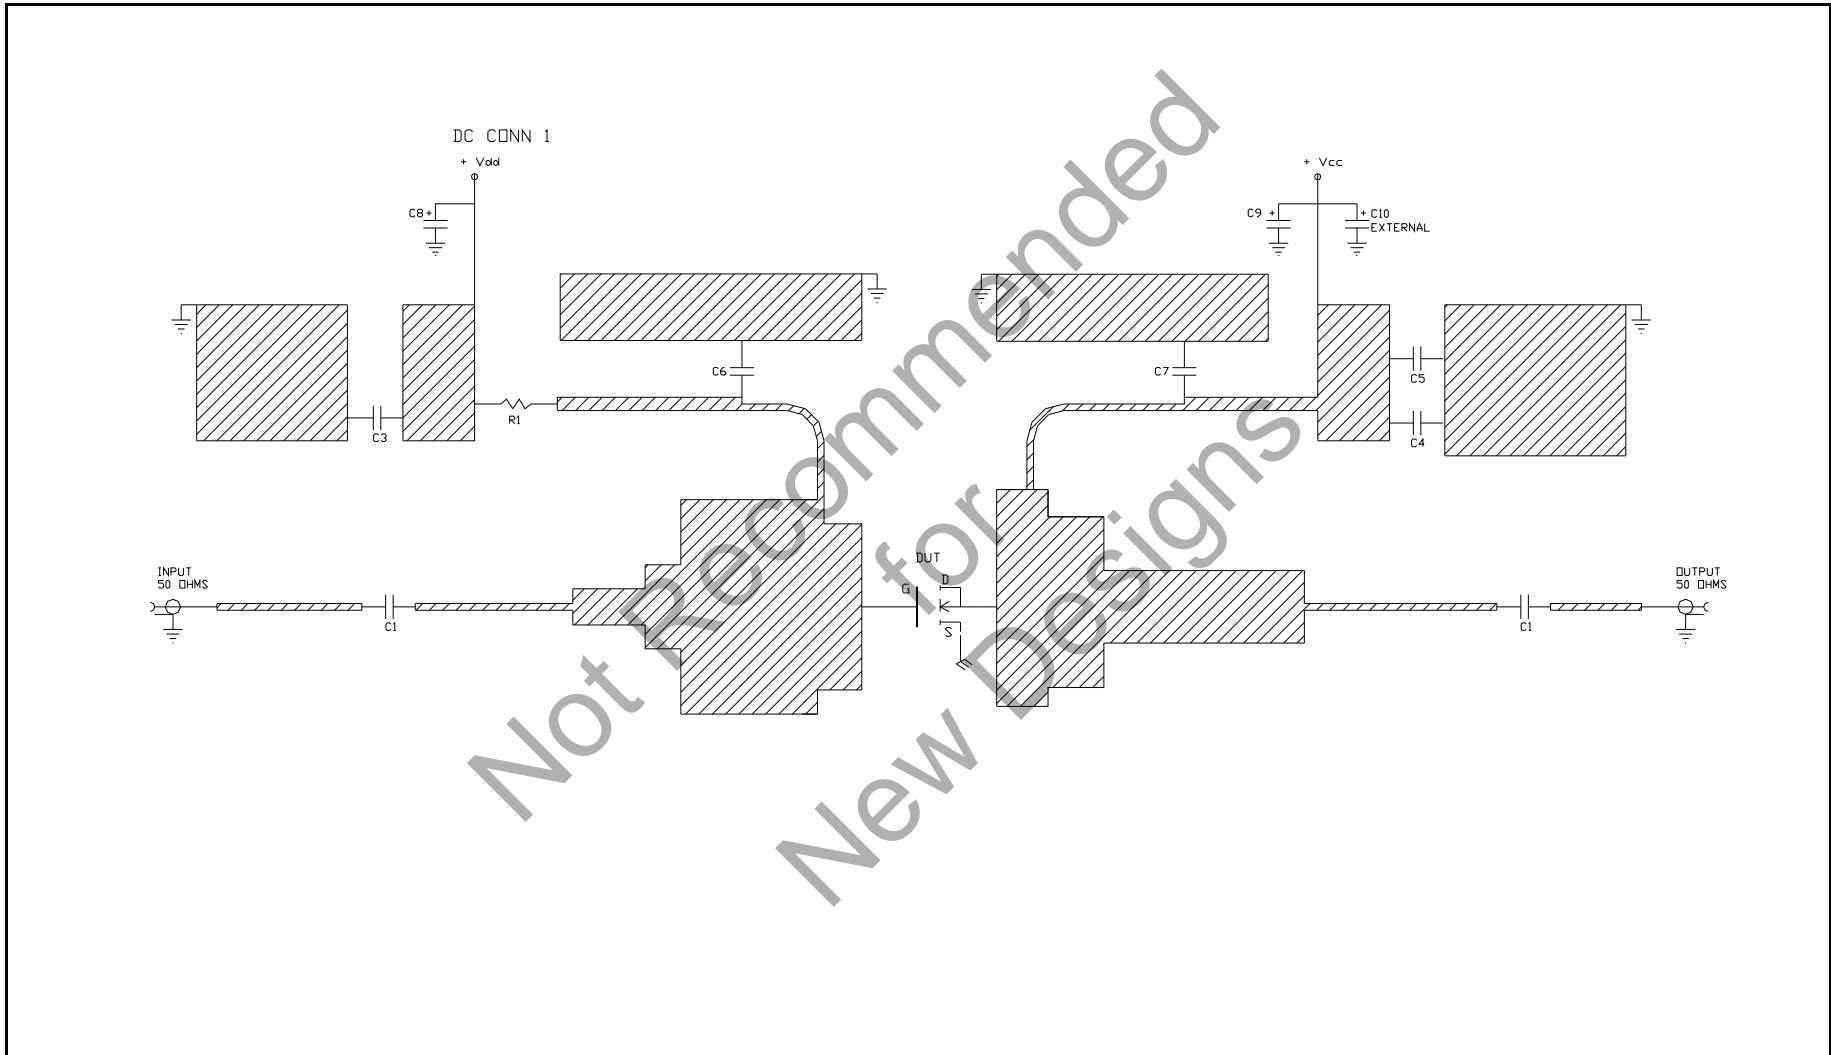 DC CONN 1
+ Vdd
+ Vcc
C8 +
C9 +
+ C10
EXTERNAL
C6
C7
C5
R1
C3
C4
DUT
INPUT
50 OHMS
G
D
S
OUTPUT
50 OHMS
C1
C1
Not Recommended
for
New Designs